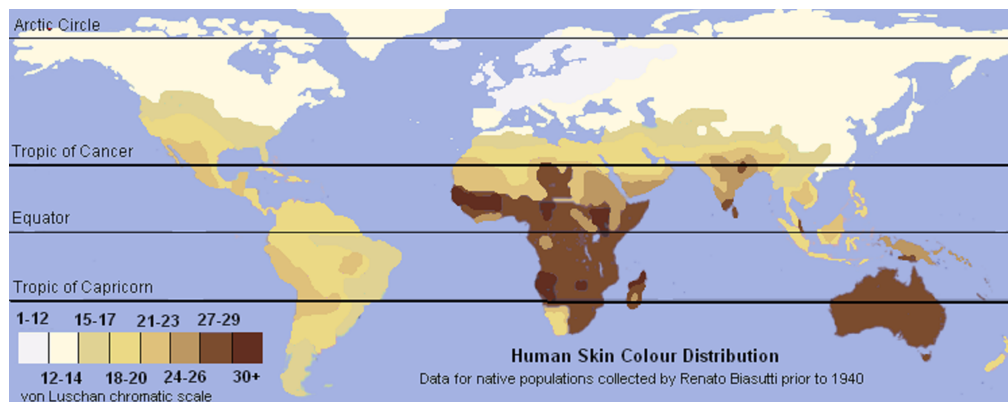 Arctic Circle
Tropic of Cancer
Equator
Tropic of Capricorn
1-12 15-17 21-23 27-29
12-14 18-20 24-26 30+
von Luschan chromatic scale
Human Skin Colour Distribution
Data for native populations collected by Renato Biasutti prior to 1940